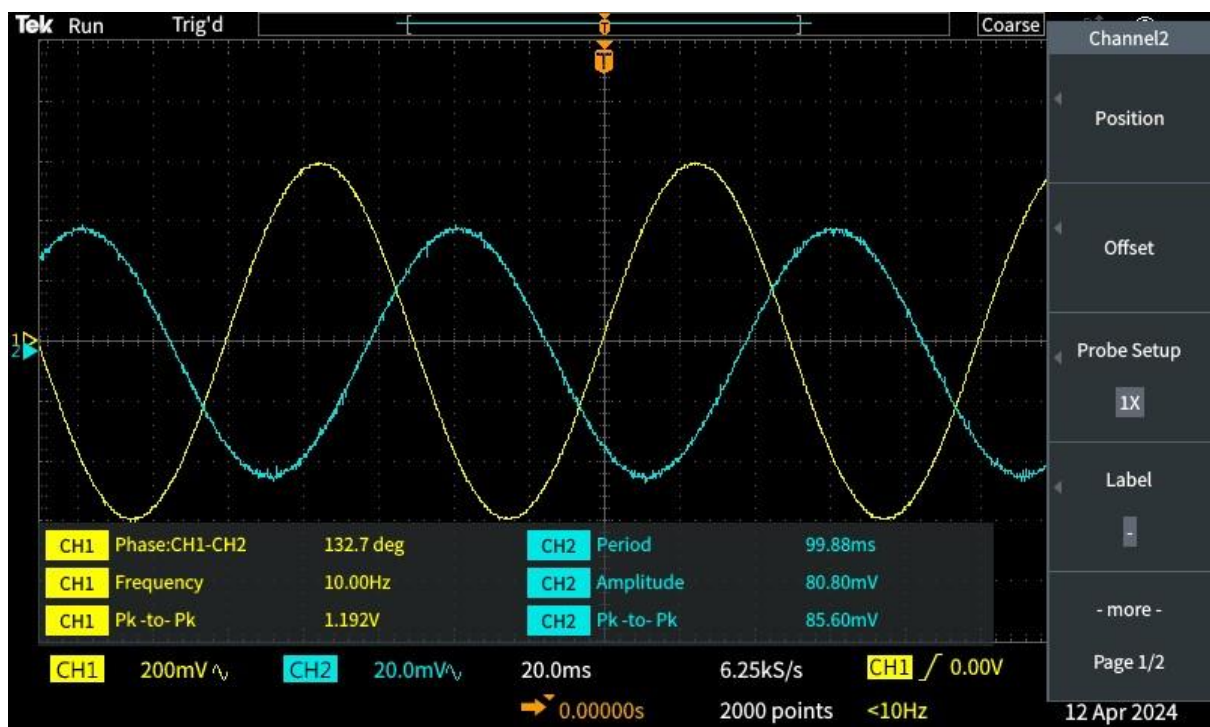 Tek Run Trig'd [ T ] Coarse
T
Channel2
Position
Offset
Probe Setup
1X
Label
-
- more -
Page 1/2
1
2
CH1 Phase:CH1-CH2 132.7 deg CH2 Period 99.88ms
CH1 Frequency 10.00Hz CH2 Amplitude 80.80mV
CH1 Pk -to- Pk 1.192V CH2 Pk -to- Pk 85.60mV
CH1 200mV CH2 20.0mV 20.0ms 6.25kS/s CH1 0.00V
0.00000s 2000 points <10Hz 12 Apr 2024